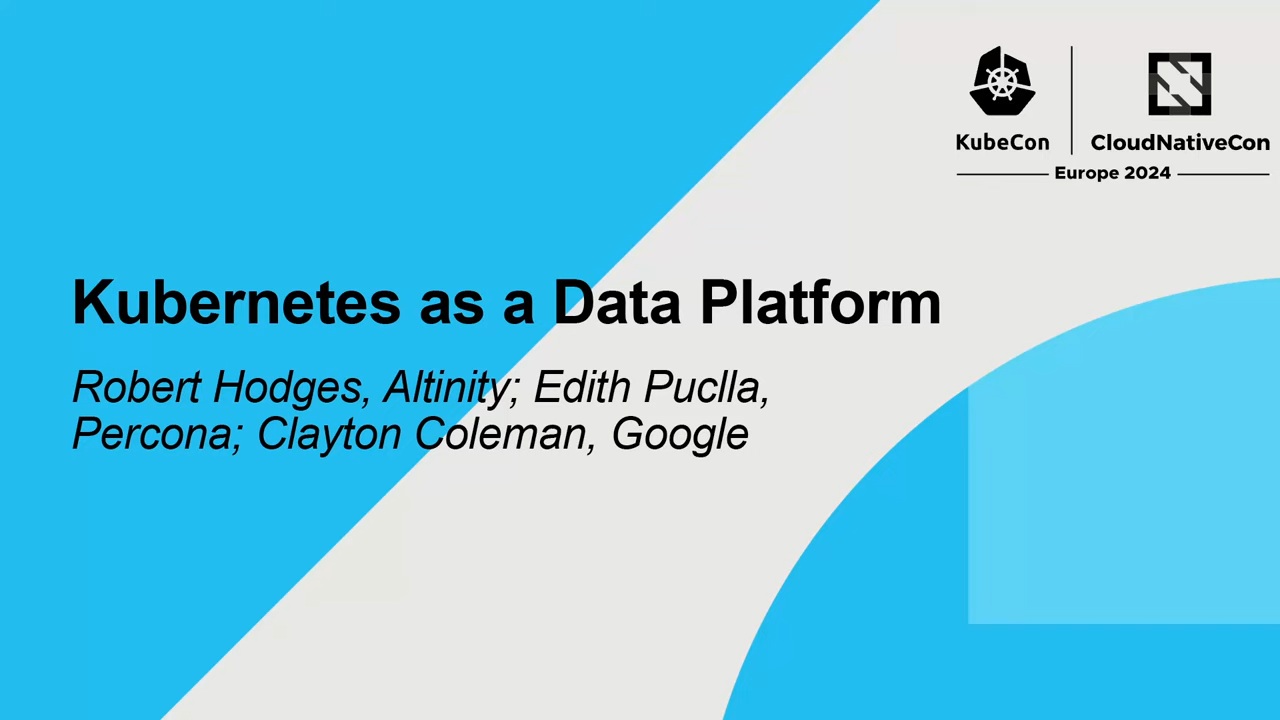 KubeCon
CloudNativeCon
Europe 2024
Kubernetes as a Data Platform
Robert Hodges, Altinity; Edith Puclla,
Percona; Clayton Coleman, Google